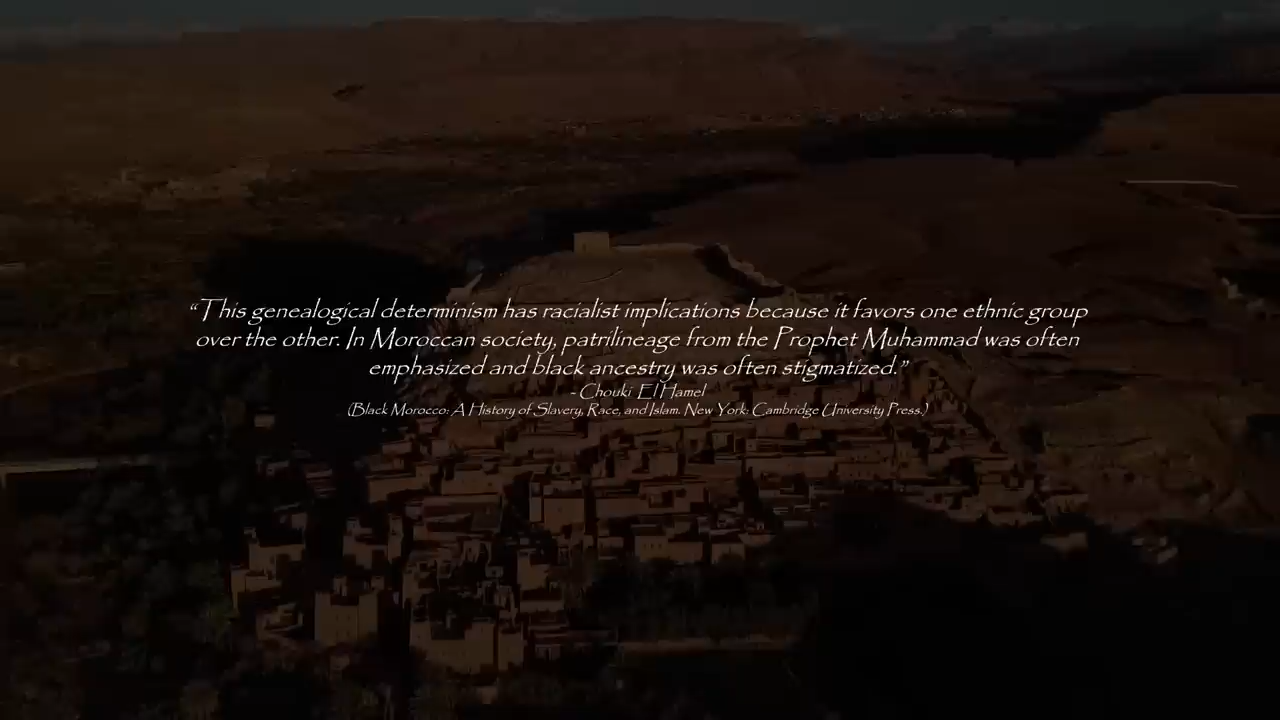 “This genealogical determinism has racialist implications because it favors one ethnic group
over the other. In Moroccan society, patrilineage from the Prophet Muhammad was often
emphasized and black ancestry was often stigmatized.”
- Chouki El Hamel
(Black Morocco: A History of Slavery, Race, and Islam. New York: Cambridge University Press.)